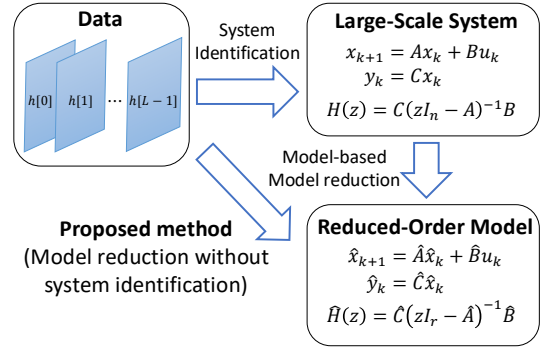 Data
h[0]
h[1]
⋯
h[L − 1]
System
Identification
Large-Scale System
x_{k+1} = Ax_k + Bu_k
y_k = Cx_k
H(z) = C(zI_n − A)^{−1}B
Model-based
Model reduction
Proposed method
(Model reduction without
system identification)
Reduced-Order Model
x̂_{k+1} = Âx̂_k + B̂u_k
ŷ_k = Ĉx̂_k
Ĥ(z) = Ĉ(zI_r − Â)^{−1}B̂